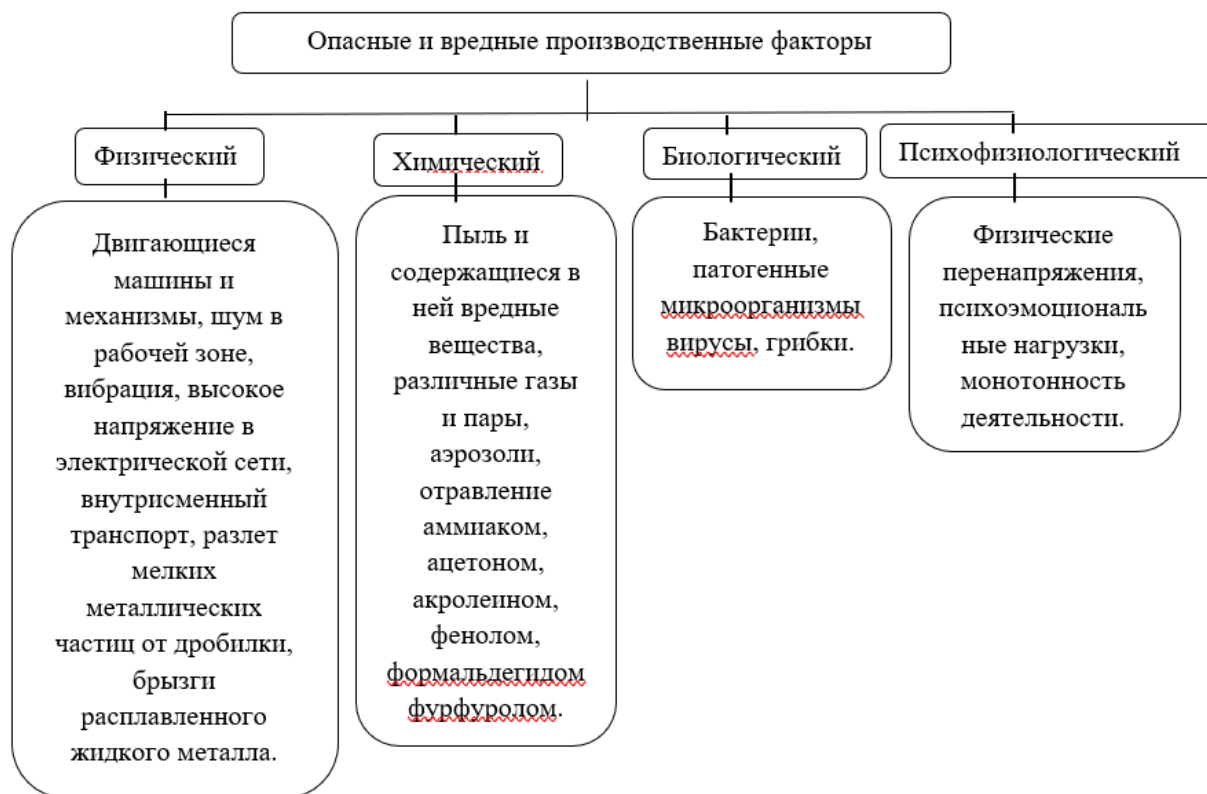 Опасные и вредные производственные факторы
Физический
Химический
Биологический
Психофизиологический
Двигающиеся
машины и
механизмы, шум в
рабочей зоне,
вибрация, высокое
напряжение в
электрической сети,
внутрисменный
транспорт, разлет
мелких
металлических
частиц от дробилки,
брызги
расплавленного
жидкого металла.
Пыль и
содержащиеся в
ней вредные
вещества,
различные газы
и пары,
аэрозоли,
отравление
аммиаком,
ацетоном,
акролеином,
фенолом,
формальдегидом
фурфуролом.
Бактерии,
патогенные
микроорганизмы
вирусы, грибки.
Физические
перенапряжения,
психоэмоциональ
ные нагрузки,
монотонность
деятельности.